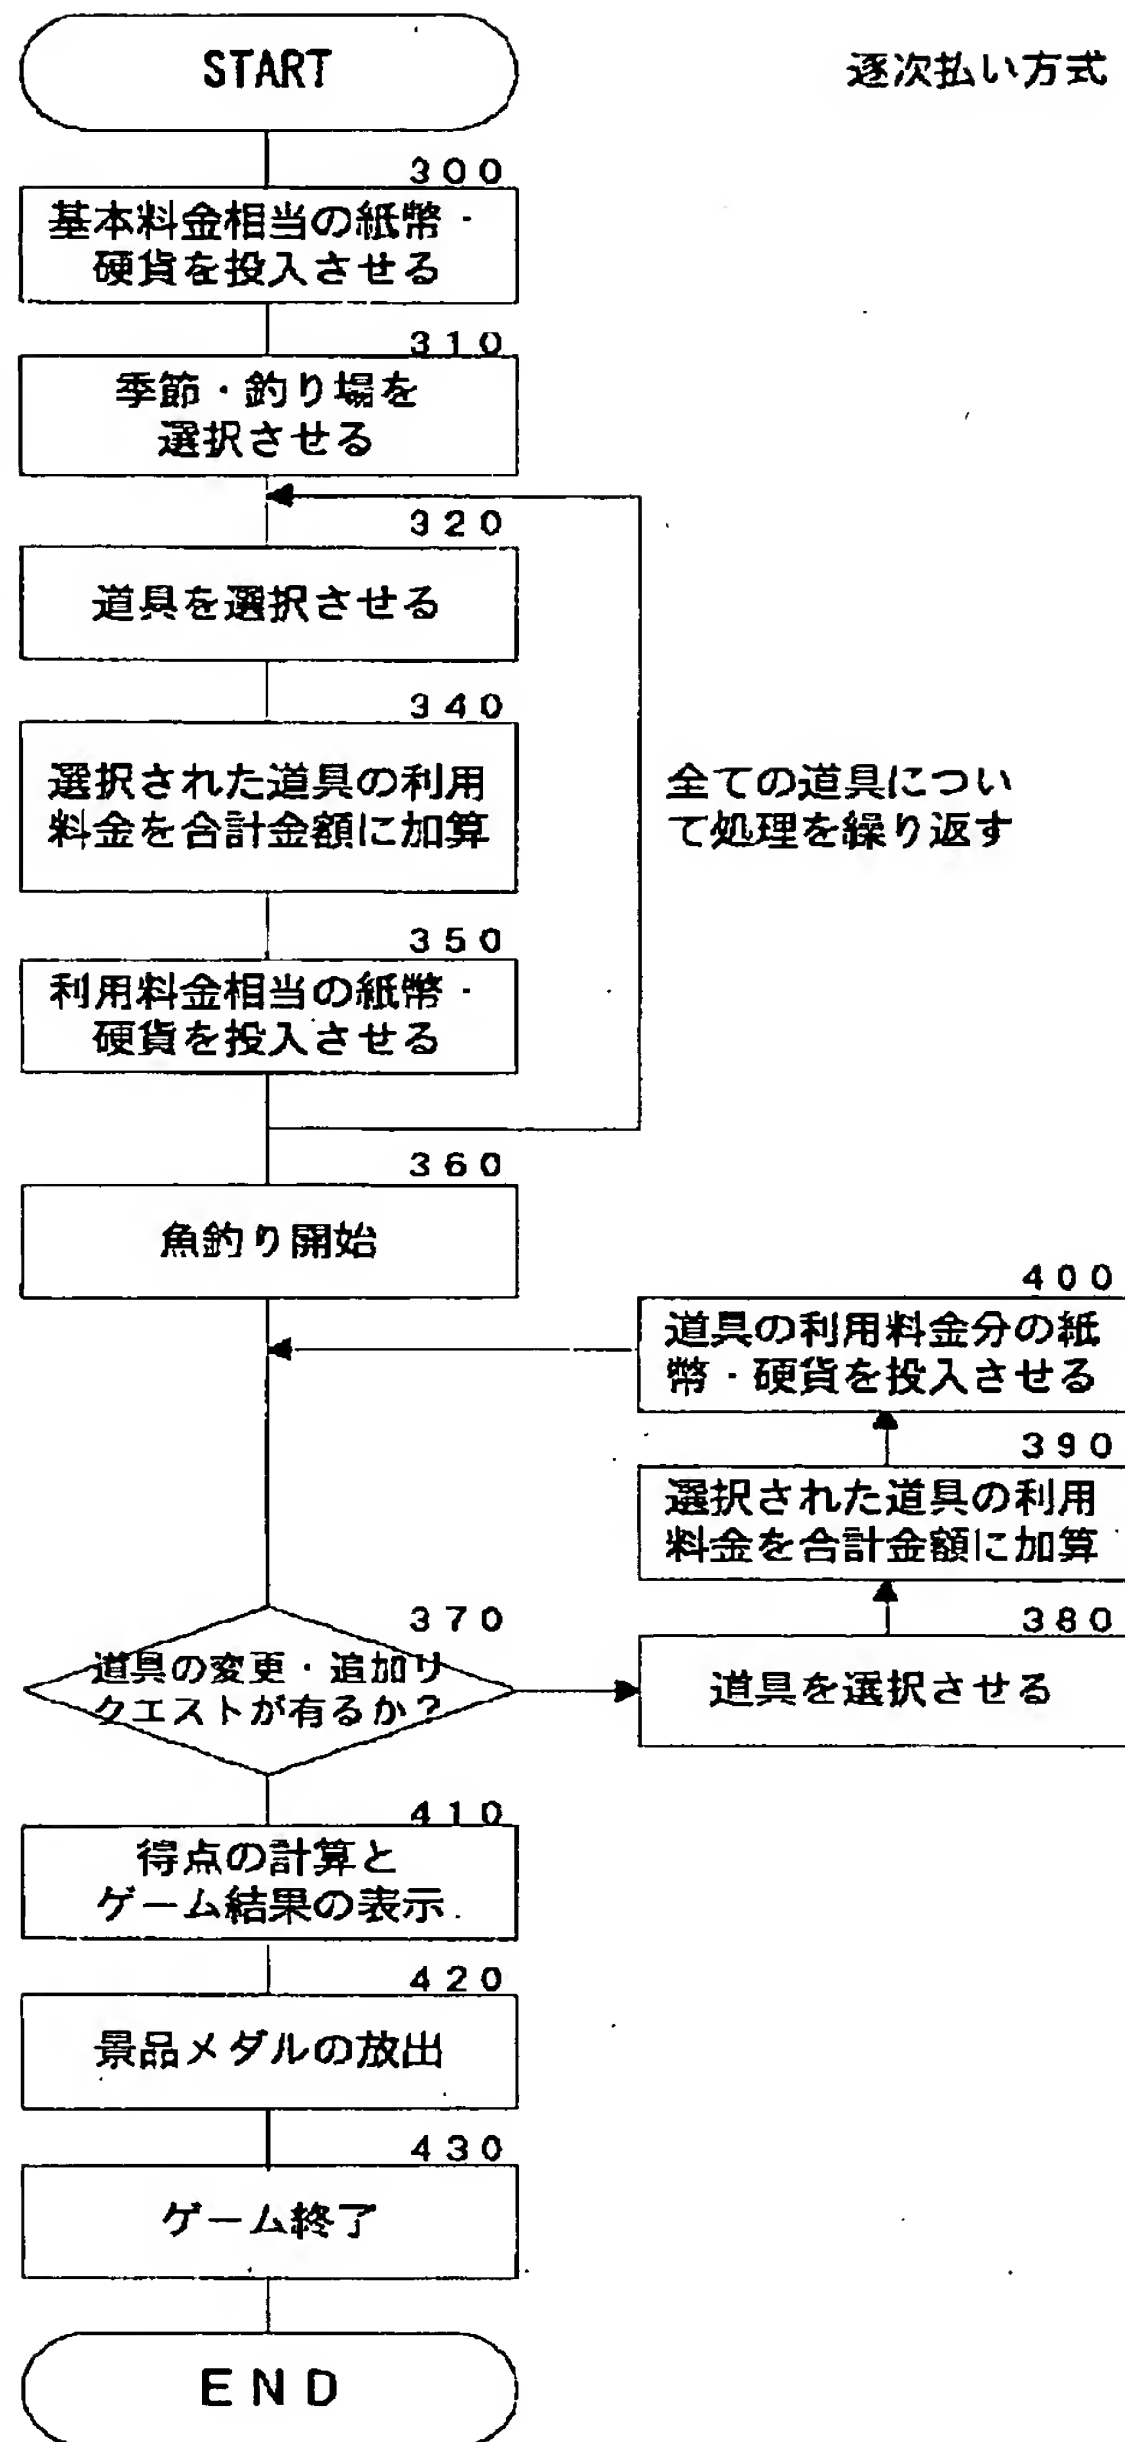 START
逐次払い方式
300
基本料金相当の紙幣・
硬貨を投入させる
310
季節・釣り場を
選択させる
320
道具を選択させる
340
選択された道具の利用
料金を合計金額に加算
全ての道具につい
て処理を繰り返す
350
利用料金相当の紙幣・
硬貨を投入させる
360
魚釣り開始
400
道具の利用料金分の紙
幣・硬貨を投入させる
390
選択された道具の利用
料金を合計金額に加算
380
道具を選択させる
370
道具の変更・追加リ
クエストが有るか?
410
得点の計算と
ゲーム結果の表示
420
景品メダルの放出
430
ゲーム終了
END